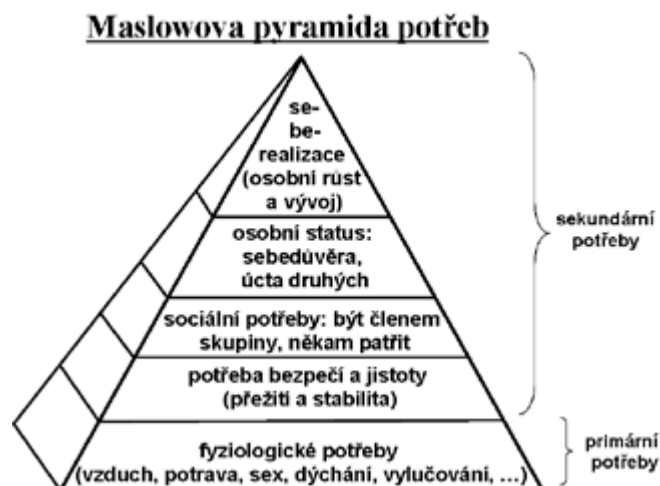 Maslowova pyramida potřeb
se-
be-
realizace
(osobní růst
a vývoj)
osobní status:
sebedůvěra,
úcta druhých
sociální potřeby: být členem
skupiny, někam patřit
potřeba bezpečí a jistoty
(přežití a stabilita)
fyziologické potřeby
(vzduch, potrava, sex, dýchání, vylučování, ...)
sekundární
potřeby
primární
potřeby